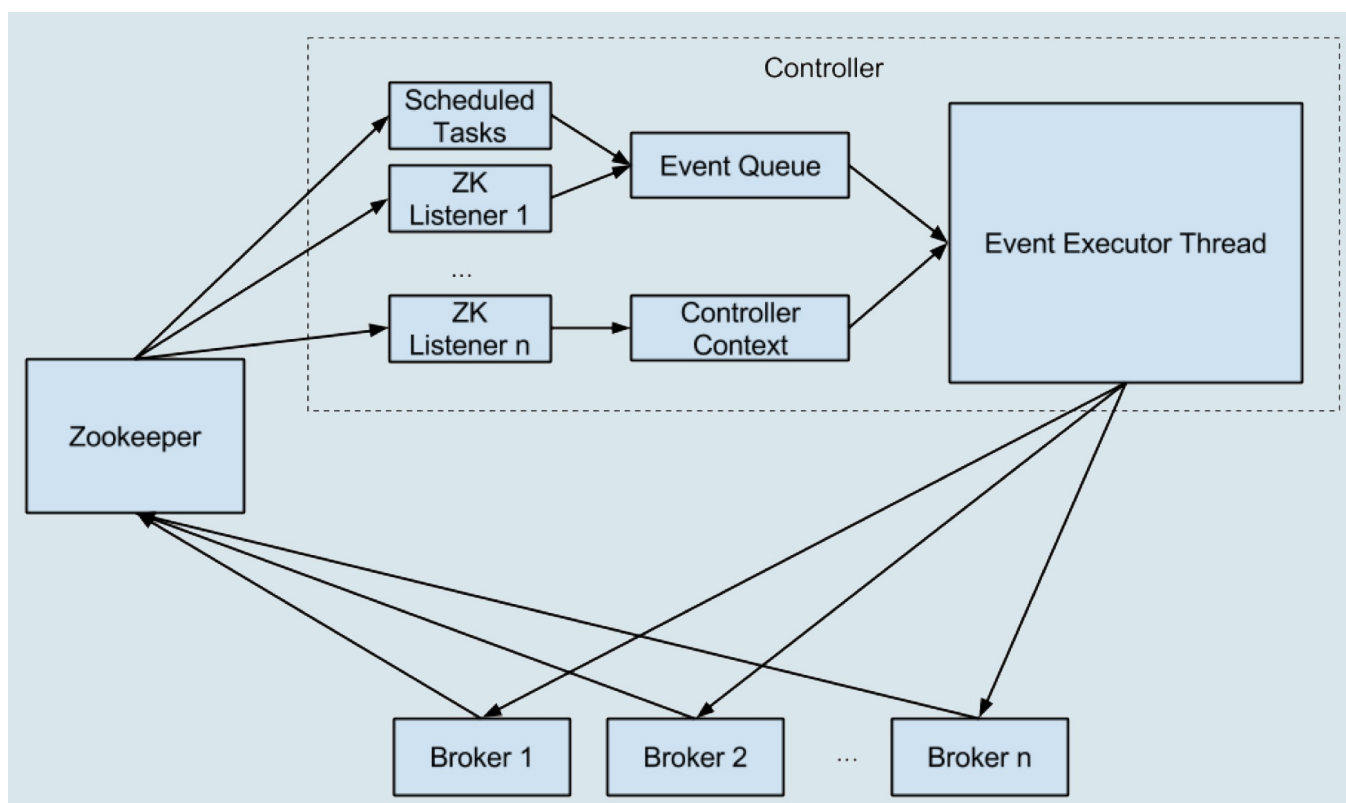 Controller
Scheduled
Tasks
ZK
Listener 1
...
ZK
Listener n
Event Queue
Controller
Context
Event Executor Thread
Zookeeper
Broker 1
Broker 2
...
Broker n